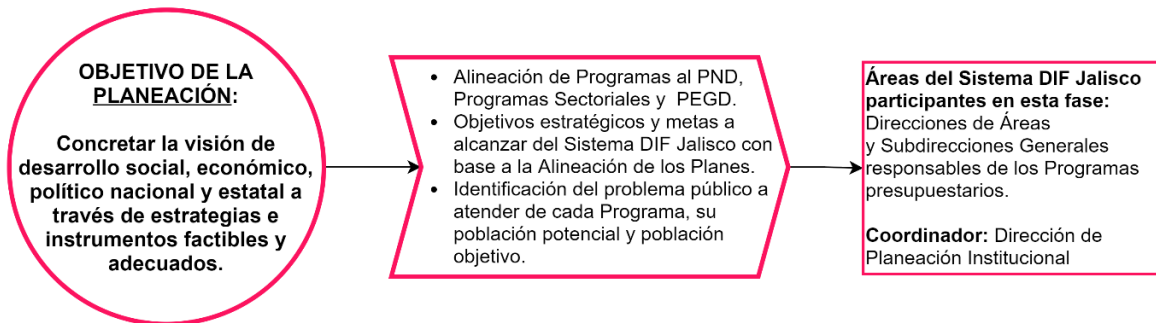 OBJETIVO DE LA
PLANEACIÓN:
Concretar la visión de
desarrollo social, económico,
político nacional y estatal a
través de estrategias e
instrumentos factibles y
adecuados.
• Alineación de Programas al PND,
Programas Sectoriales y PEGD.
• Objetivos estratégicos y metas a
alcanzar del Sistema DIF Jalisco con
base a la Alineación de los Planes.
• Identificación del problema público a
atender de cada Programa, su
población potencial y población
objetivo.
Áreas del Sistema DIF Jalisco
participantes en esta fase:
Direcciones de Áreas
y Subdirecciones Generales
responsables de los Programas
presupuestarios.
Coordinador: Dirección de
Planeación Institucional